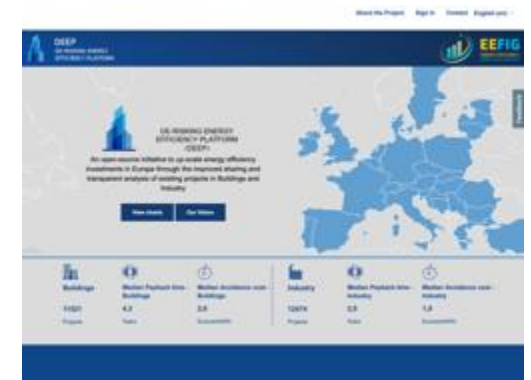 About the Project Sign in Contact English (en)
DEEP
DE-RISKING ENERGY
EFFICIENCY PLATFORM
EEFIG
Feedback
DE-RISKING ENERGY
EFFICIENCY PLATFORM
(DEEP)
An open-source initiative to up-scale energy efficiency
investments in Europe through the improved sharing and
transparent analysis of existing projects in Buildings and
Industry
View charts Our Vision
Buildings
Median Payback time -
Buildings
Median Avoidance cost -
Buildings
Industry
Median Payback time -
Industry
Median Avoidance cost -
Industry
Projects
Years
Projects
Years